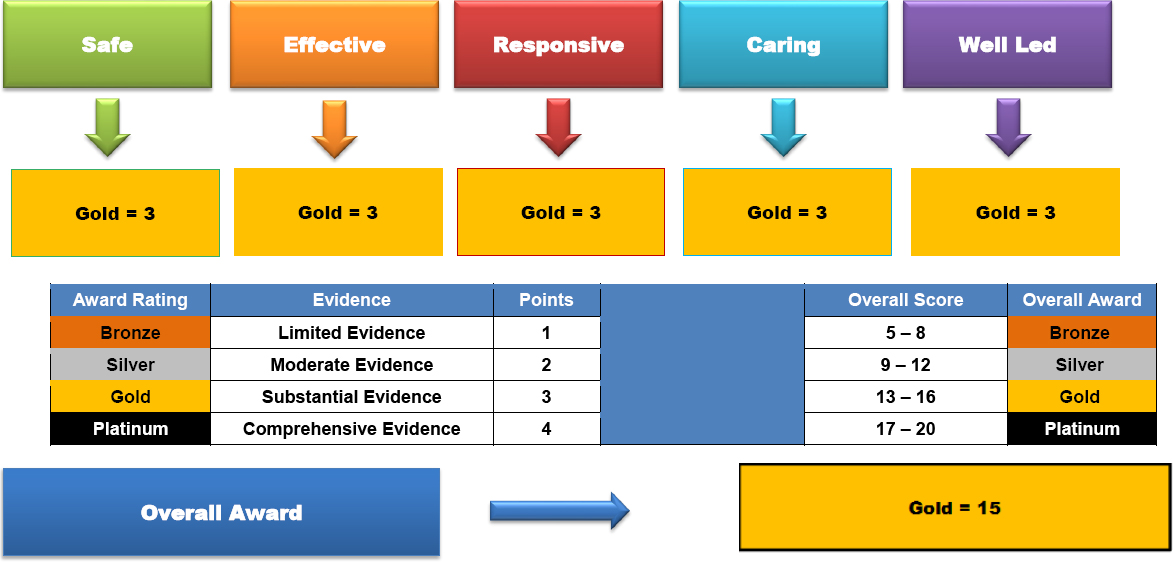 Safe Effective Responsive Caring Well Led
Gold = 3 Gold = 3 Gold = 3 Gold = 3 Gold = 3
Award Rating Evidence Points Overall Score Overall Award
Bronze Limited Evidence 1 5 – 8 Bronze
Silver Moderate Evidence 2 9 – 12 Silver
Gold Substantial Evidence 3 13 – 16 Gold
Platinum Comprehensive Evidence 4 17 – 20 Platinum
Overall Award Gold = 15